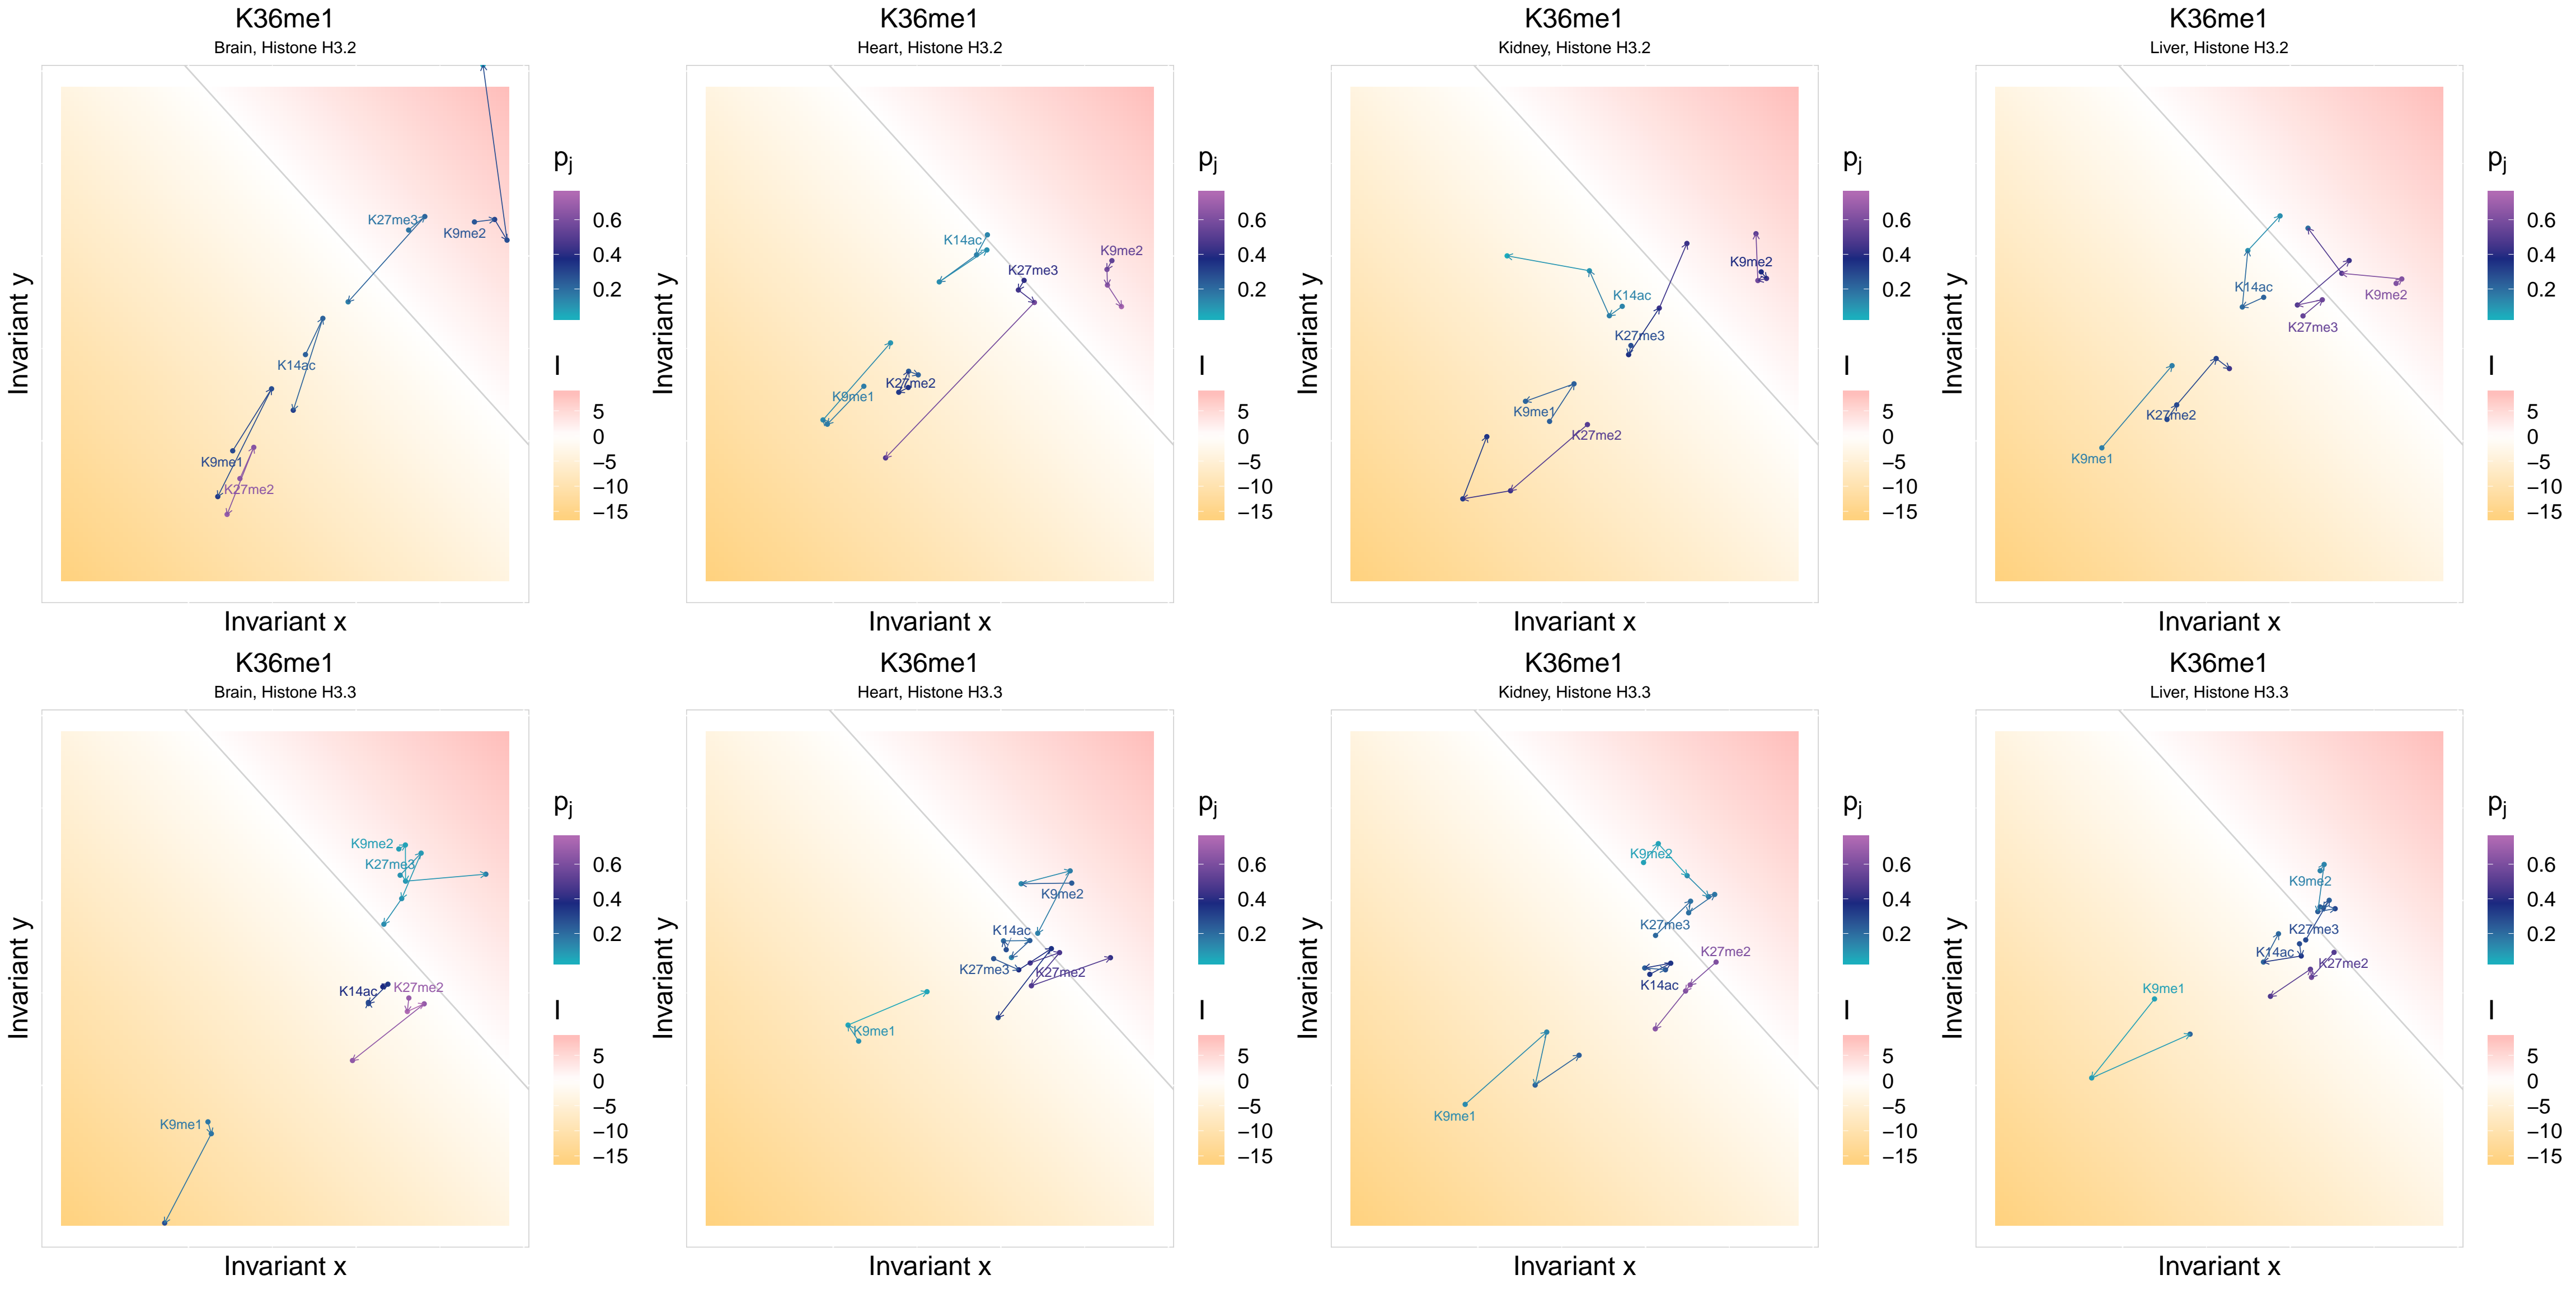 K36me1
Brain, Histone H3.2
Invariant y
K27me3
K9me2
K14ac
K9me1
K27me2
Invariant x
pj
0.6
0.4
0.2
I
5
0
−5
−10
−15
K36me1
Heart, Histone H3.2
Invariant y
K14ac
K9me2
K27me3
K27me2
K9me1
Invariant x
pj
0.6
0.4
0.2
I
5
0
−5
−10
−15
K36me1
Kidney, Histone H3.2
Invariant y
K9me2
K14ac
K27me3
K9me1
K27me2
Invariant x
pj
0.6
0.4
0.2
I
5
0
−5
−10
−15
K36me1
Liver, Histone H3.2
Invariant y
K14ac
K9me2
K27me3
K27me2
K9me1
Invariant x
pj
0.6
0.4
0.2
I
5
0
−5
−10
−15
K36me1
Brain, Histone H3.3
Invariant y
K9me2
K27me3
K14ac
K27me2
K9me1
Invariant x
pj
0.6
0.4
0.2
I
5
0
−5
−10
−15
K36me1
Heart, Histone H3.3
Invariant y
K9me2
K14ac
K27me3
K27me2
K9me1
Invariant x
pj
0.6
0.4
0.2
I
5
0
−5
−10
−15
K36me1
Kidney, Histone H3.3
Invariant y
K9me2
K27me3
K27me2
K14ac
K9me1
Invariant x
pj
0.6
0.4
0.2
I
5
0
−5
−10
−15
K36me1
Liver, Histone H3.3
Invariant y
K9me2
K27me3
K14ac
K27me2
K9me1
Invariant x
pj
0.6
0.4
0.2
I
5
0
−5
−10
−15